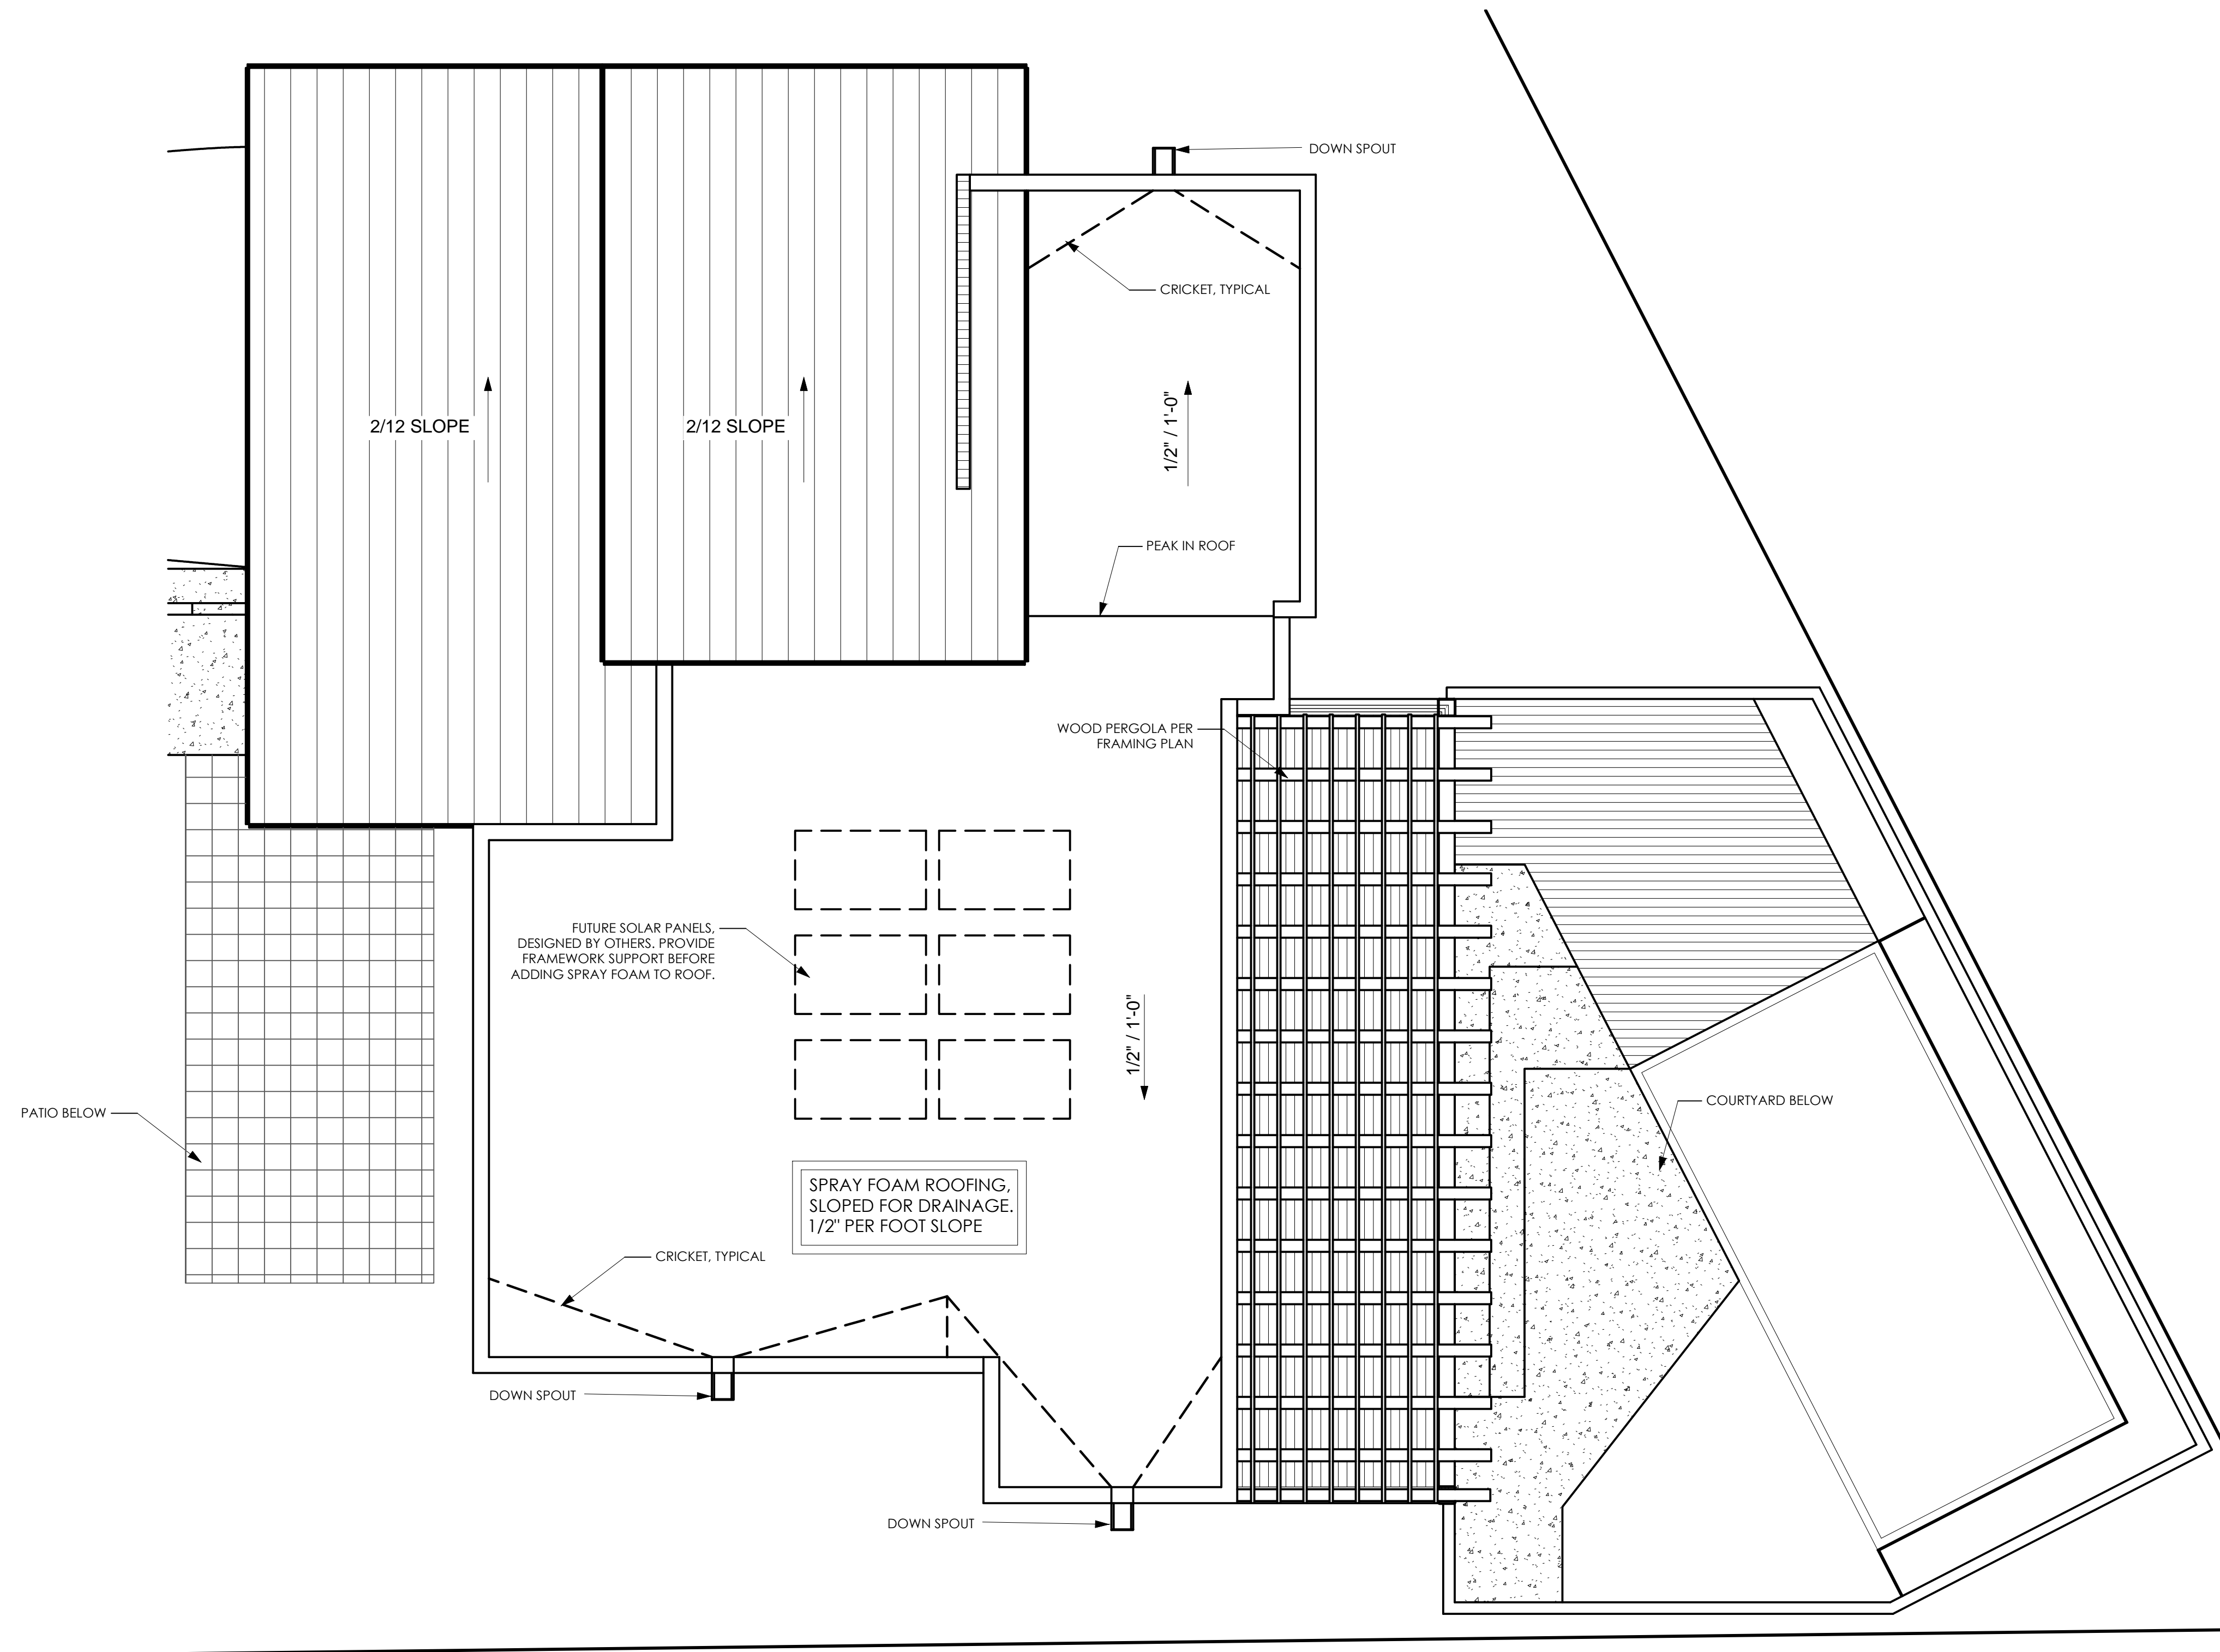 DOWN SPOUT
CRICKET, TYPICAL
2/12 SLOPE
2/12 SLOPE
1/2" / 1'-0"
PEAK IN ROOF
WOOD PERGOLA PER
FRAMING PLAN
FUTURE SOLAR PANELS,
DESIGNED BY OTHERS. PROVIDE
FRAMEWORK SUPPORT BEFORE
ADDING SPRAY FOAM TO ROOF.
1/2" / 1'-0"
PATIO BELOW
COURTYARD BELOW
SPRAY FOAM ROOFING,
SLOPED FOR DRAINAGE.
1/2" PER FOOT SLOPE
CRICKET, TYPICAL
DOWN SPOUT
DOWN SPOUT